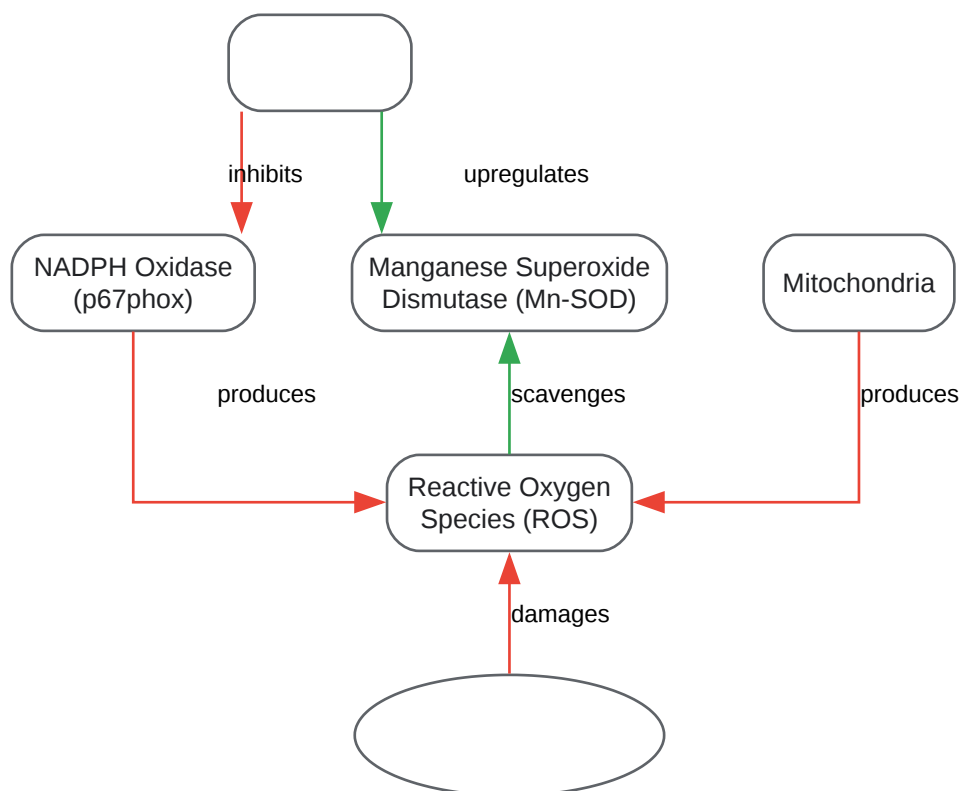 inhibits
upregulates
NADPH Oxidase
(p67phox)
Manganese Superoxide
Dismutase (Mn-SOD)
Mitochondria
produces
scavenges
produces
Reactive Oxygen
Species (ROS)
damages